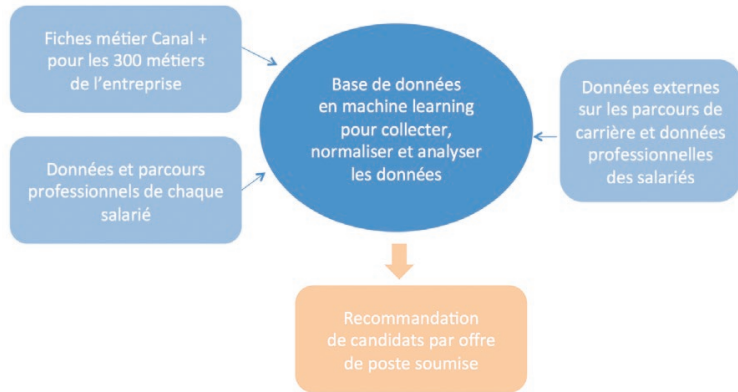 Fiches métier Canal +
pour les 300 métiers
de l’entreprise
Données et parcours
professionnels de chaque
salarié
Base de données
en machine learning
pour collecter,
normaliser et analyser
les données
Données externes
sur les parcours de
carrière et données
professionnelles
des salariés
Recommandation
de candidats par offre
de poste soumise